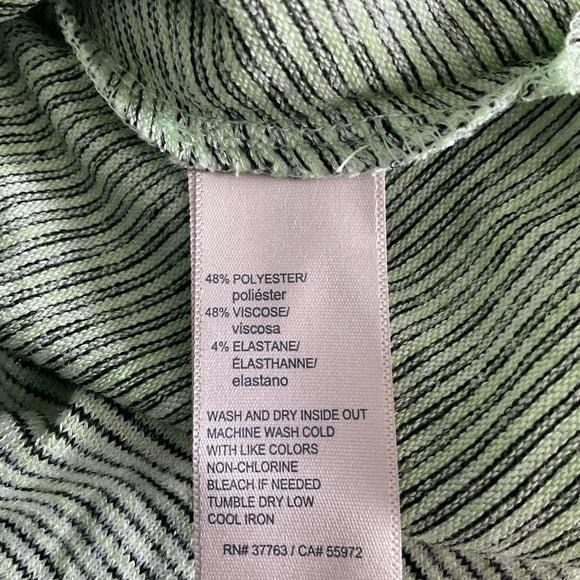 48% POLYESTER/
poliéster
48% VISCOSE/
viscosa
4% ELASTANE/
ÉLASTHANNE/
elastano
WASH AND DRY INSIDE OUT
MACHINE WASH COLD
WITH LIKE COLORS
NON-CHLORINE
BLEACH IF NEEDED
TUMBLE DRY LOW
COOL IRON
RN# 37763 / CA# 55972